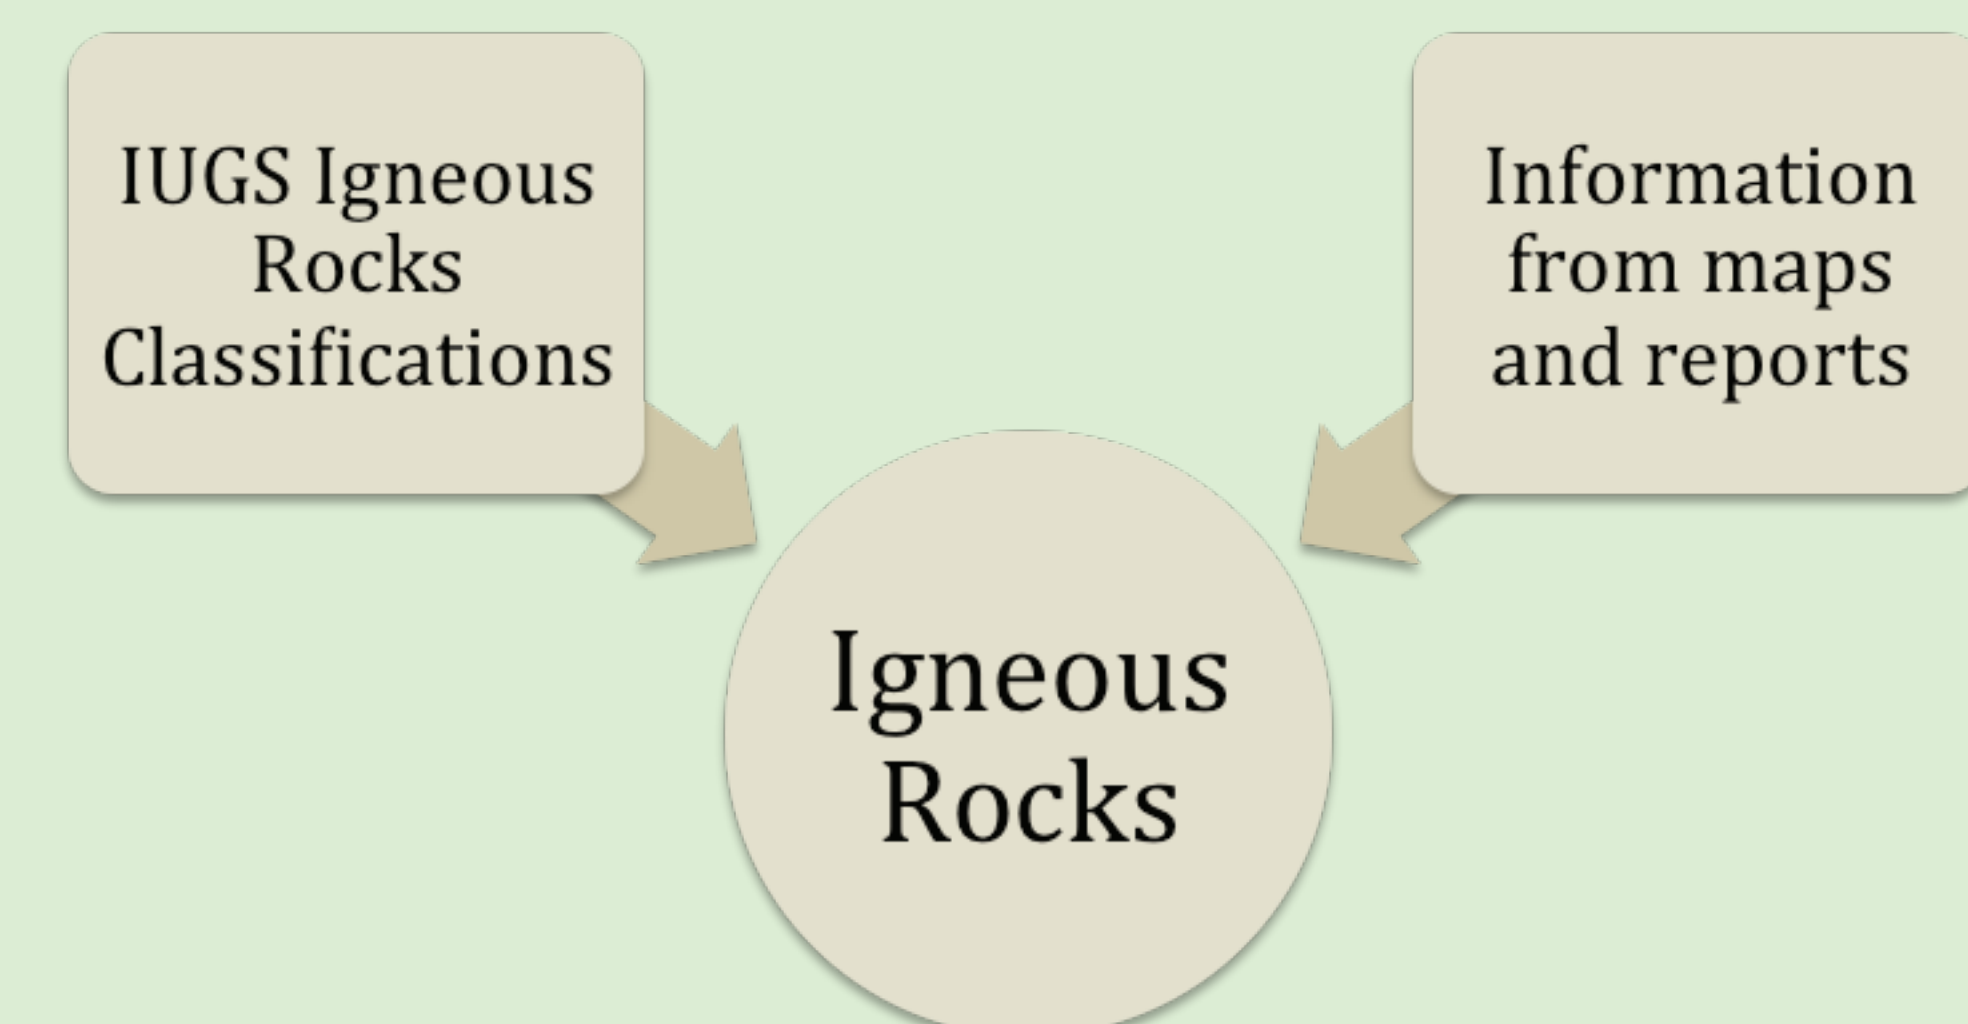 IUGS Igneous
Rocks
Classifications
Information
from maps
and reports
Igneous
Rocks